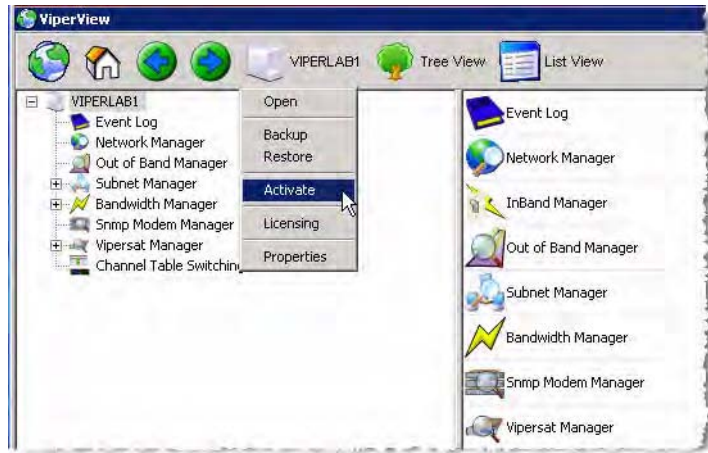 ViperView
VIPERLAB1 Tree View List View
VIPERLAB1
Event Log
Network Manager
Out of Band Manager
Subnet Manager
Bandwidth Manager
Snmp Modem Manager
Vipersat Manager
Channel Table Switching
Open
Backup
Restore
Activate
Licensing
Properties
Event Log
Network Manager
InBand Manager
Out of Band Manager
Subnet Manager
Bandwidth Manager
Snmp Modem Manager
Vipersat Manager